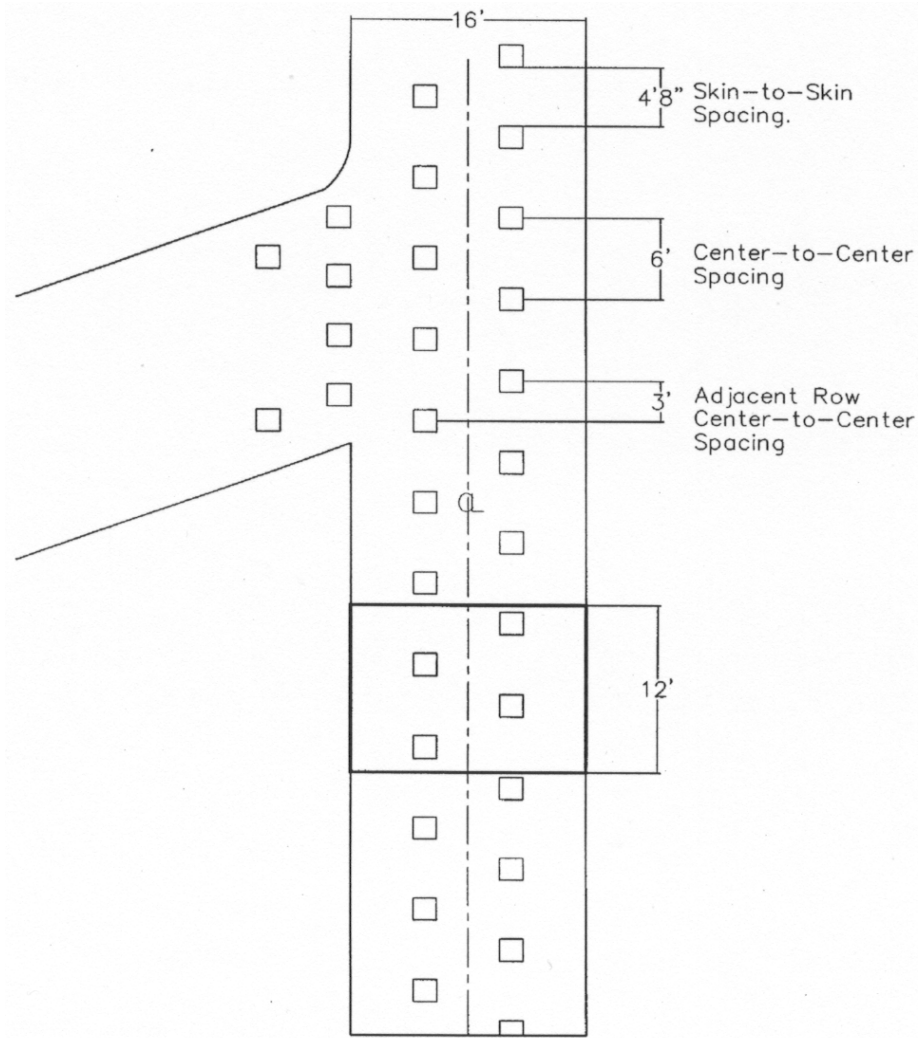 16'
4'8" Skin-to-Skin
Spacing.
6' Center-to-Center
Spacing
3' Adjacent Row
Center-to-Center
Spacing
CL
12'